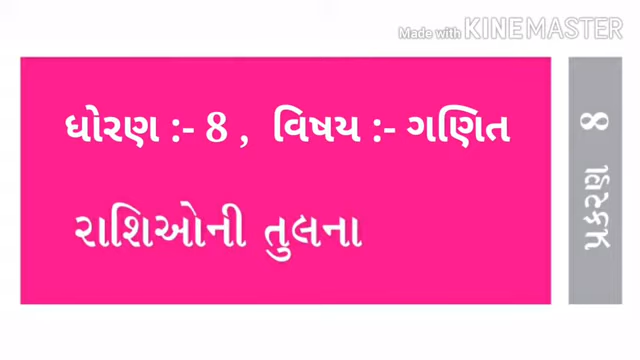 Made with KINEMASTER
ધોરણ :- 8 , વિષય :- ગણિત
રાશિઓની તુલના
પ્રકરણ 8